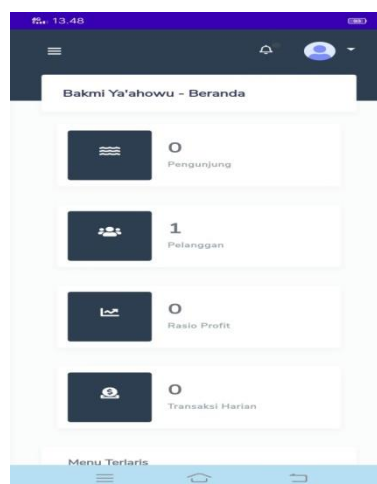 13.48
Bakmi Ya'ahowu - Beranda
0
Pengunjung
1
Pelanggan
0
Rasio Profit
0
Transaksi Harian
Menu Terlaris